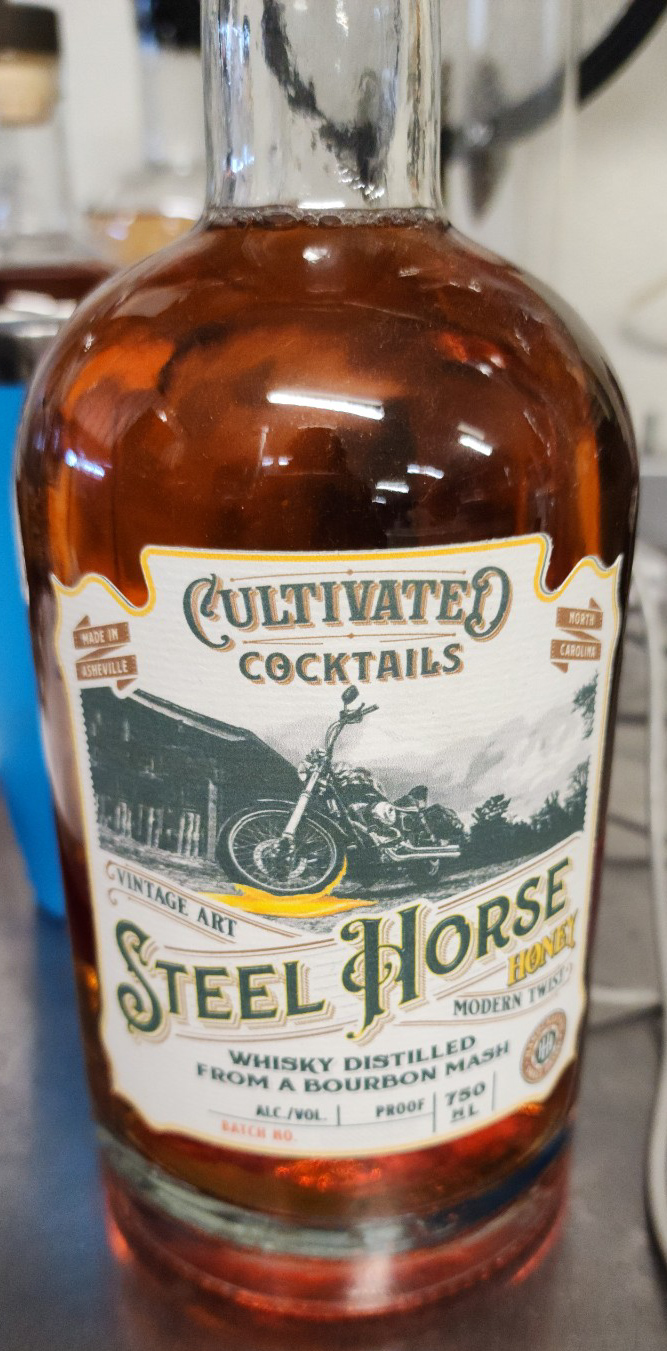 CULTIVATED
COCKTAILS
MADE IN
ASHEVILLE
NORTH
CAROLINA
VINTAGE ART
STEEL HORSE
HONEY
MODERN TWIST
WHISKY DISTILLED
FROM A BOURBON MASH
ALC./VOL. PROOF 750 ML
BATCH NO.